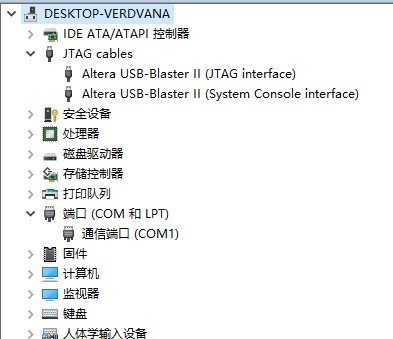 DESKTOP-VERDVANA
IDE ATA/ATAPI 控制器
JTAG cables
Altera USB-Blaster II (JTAG interface)
Altera USB-Blaster II (System Console interface)
安全设备
处理器
磁盘驱动器
存储控制器
打印队列
端口 (COM 和 LPT)
通信端口 (COM1)
固件
计算机
监视器
键盘
人体学输入设备